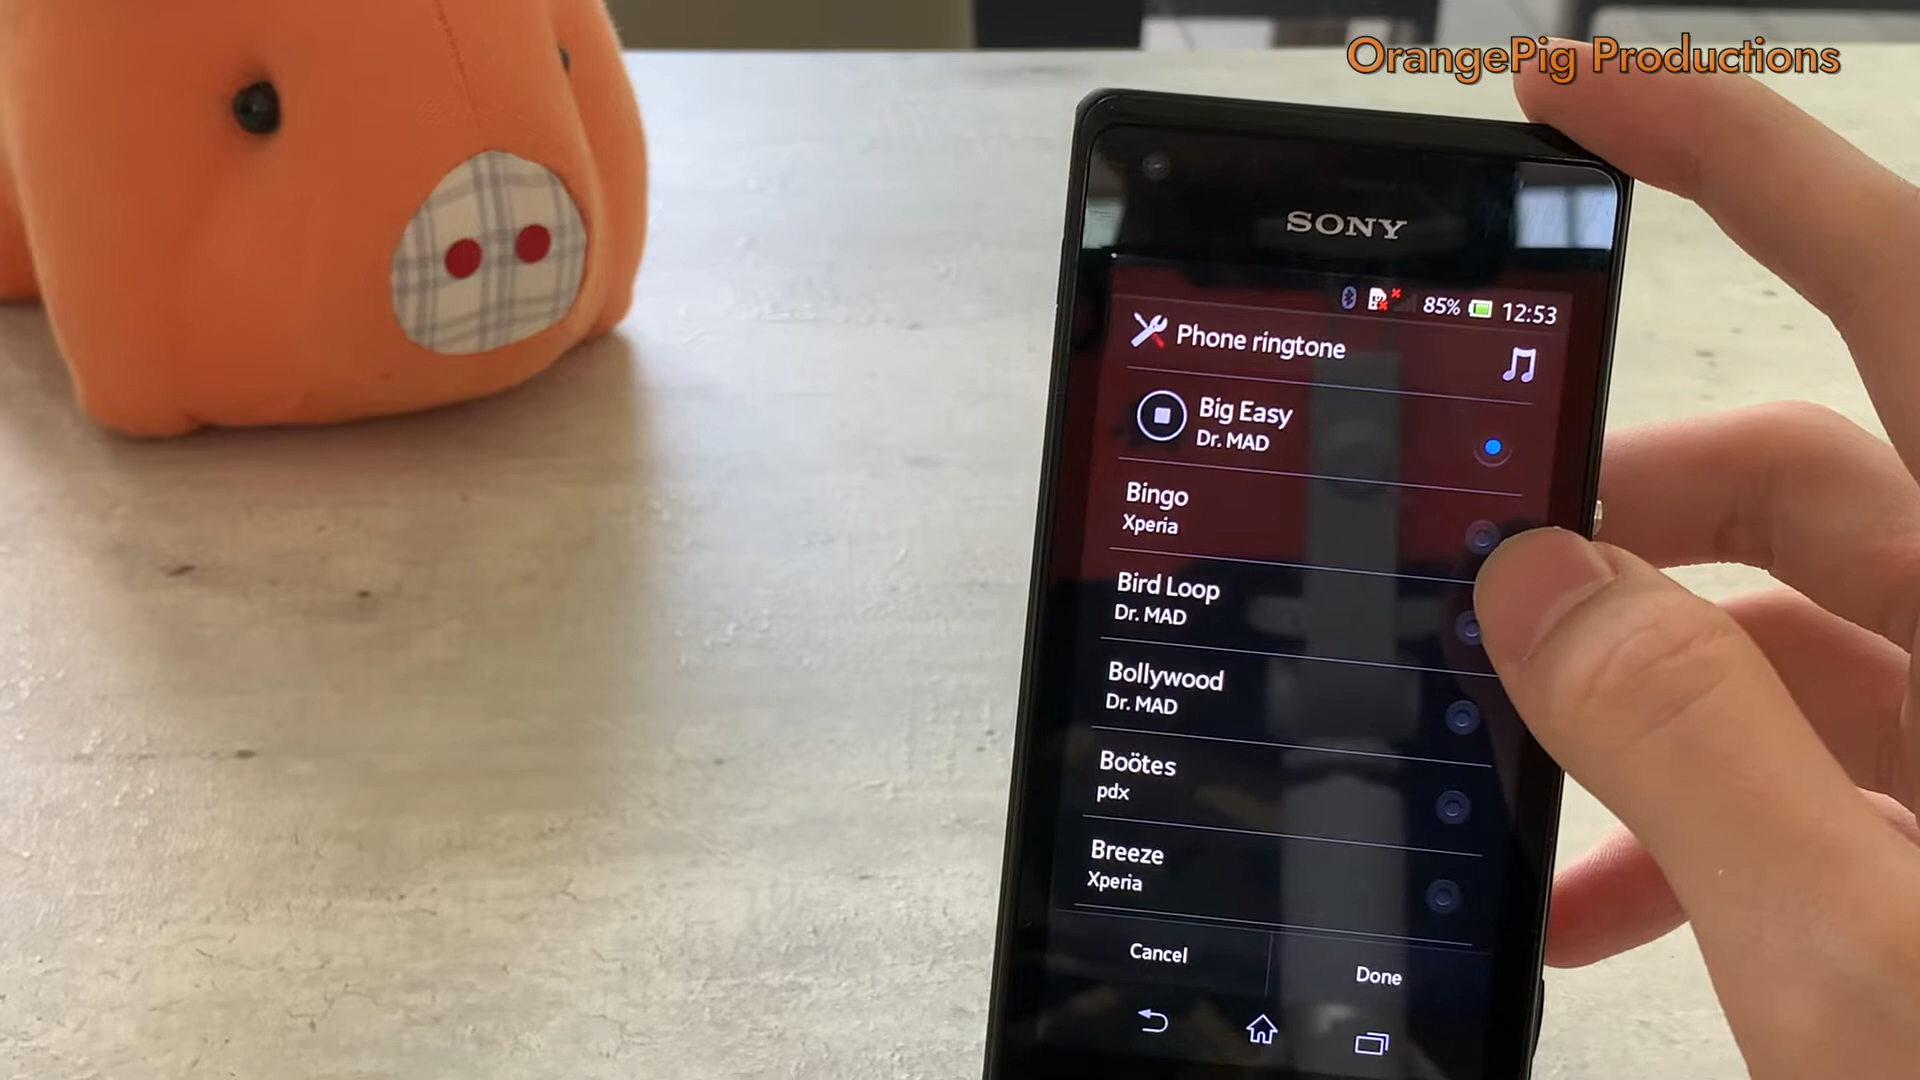 OrangePig Productions
SONY
85% 12:53
Phone ringtone
Big Easy
Dr. MAD
Bingo
Xperia
Bird Loop
Dr. MAD
Bollywood
Dr. MAD
Boötes
pdx
Breeze
Xperia
Cancel
Done